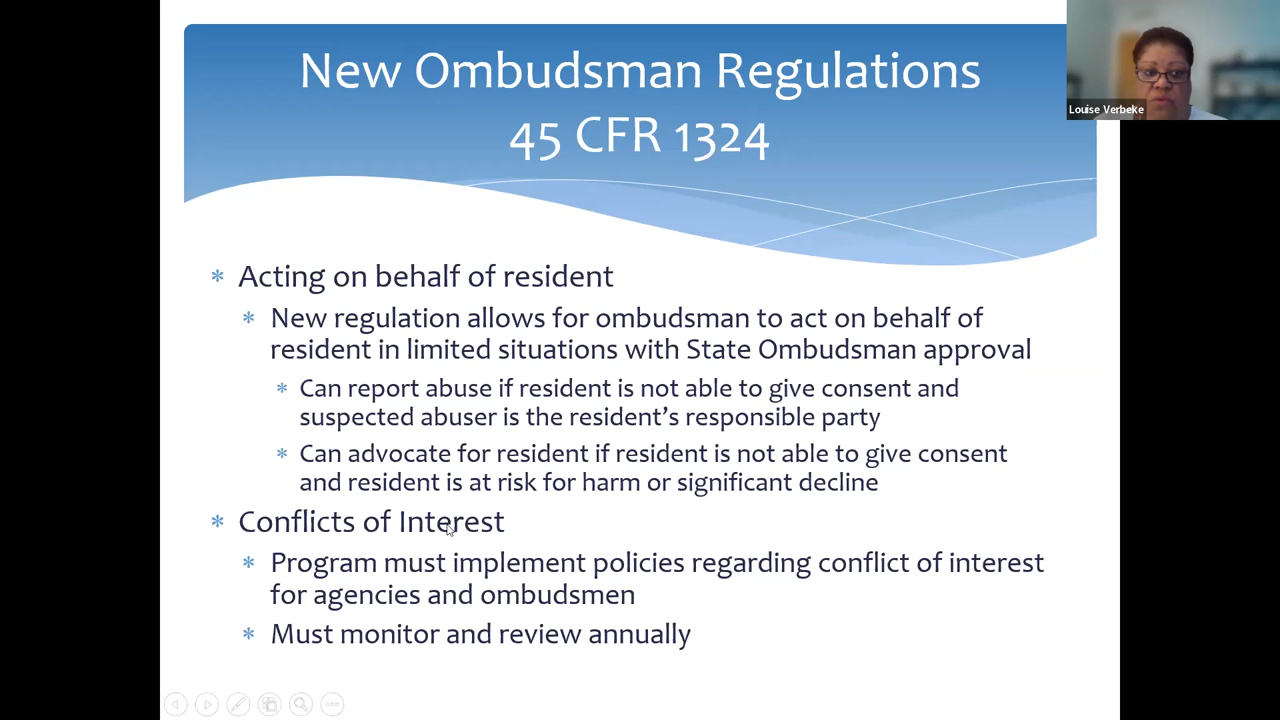 New Ombudsman Regulations
45 CFR 1324
Louise Verbeke
* Acting on behalf of resident
* New regulation allows for ombudsman to act on behalf of
resident in limited situations with State Ombudsman approval
* Can report abuse if resident is not able to give consent and
suspected abuser is the resident's responsible party
* Can advocate for resident if resident is not able to give consent
and resident is at risk for harm or significant decline
* Conflicts of Interest
* Program must implement policies regarding conflict of interest
for agencies and ombudsmen
* Must monitor and review annually